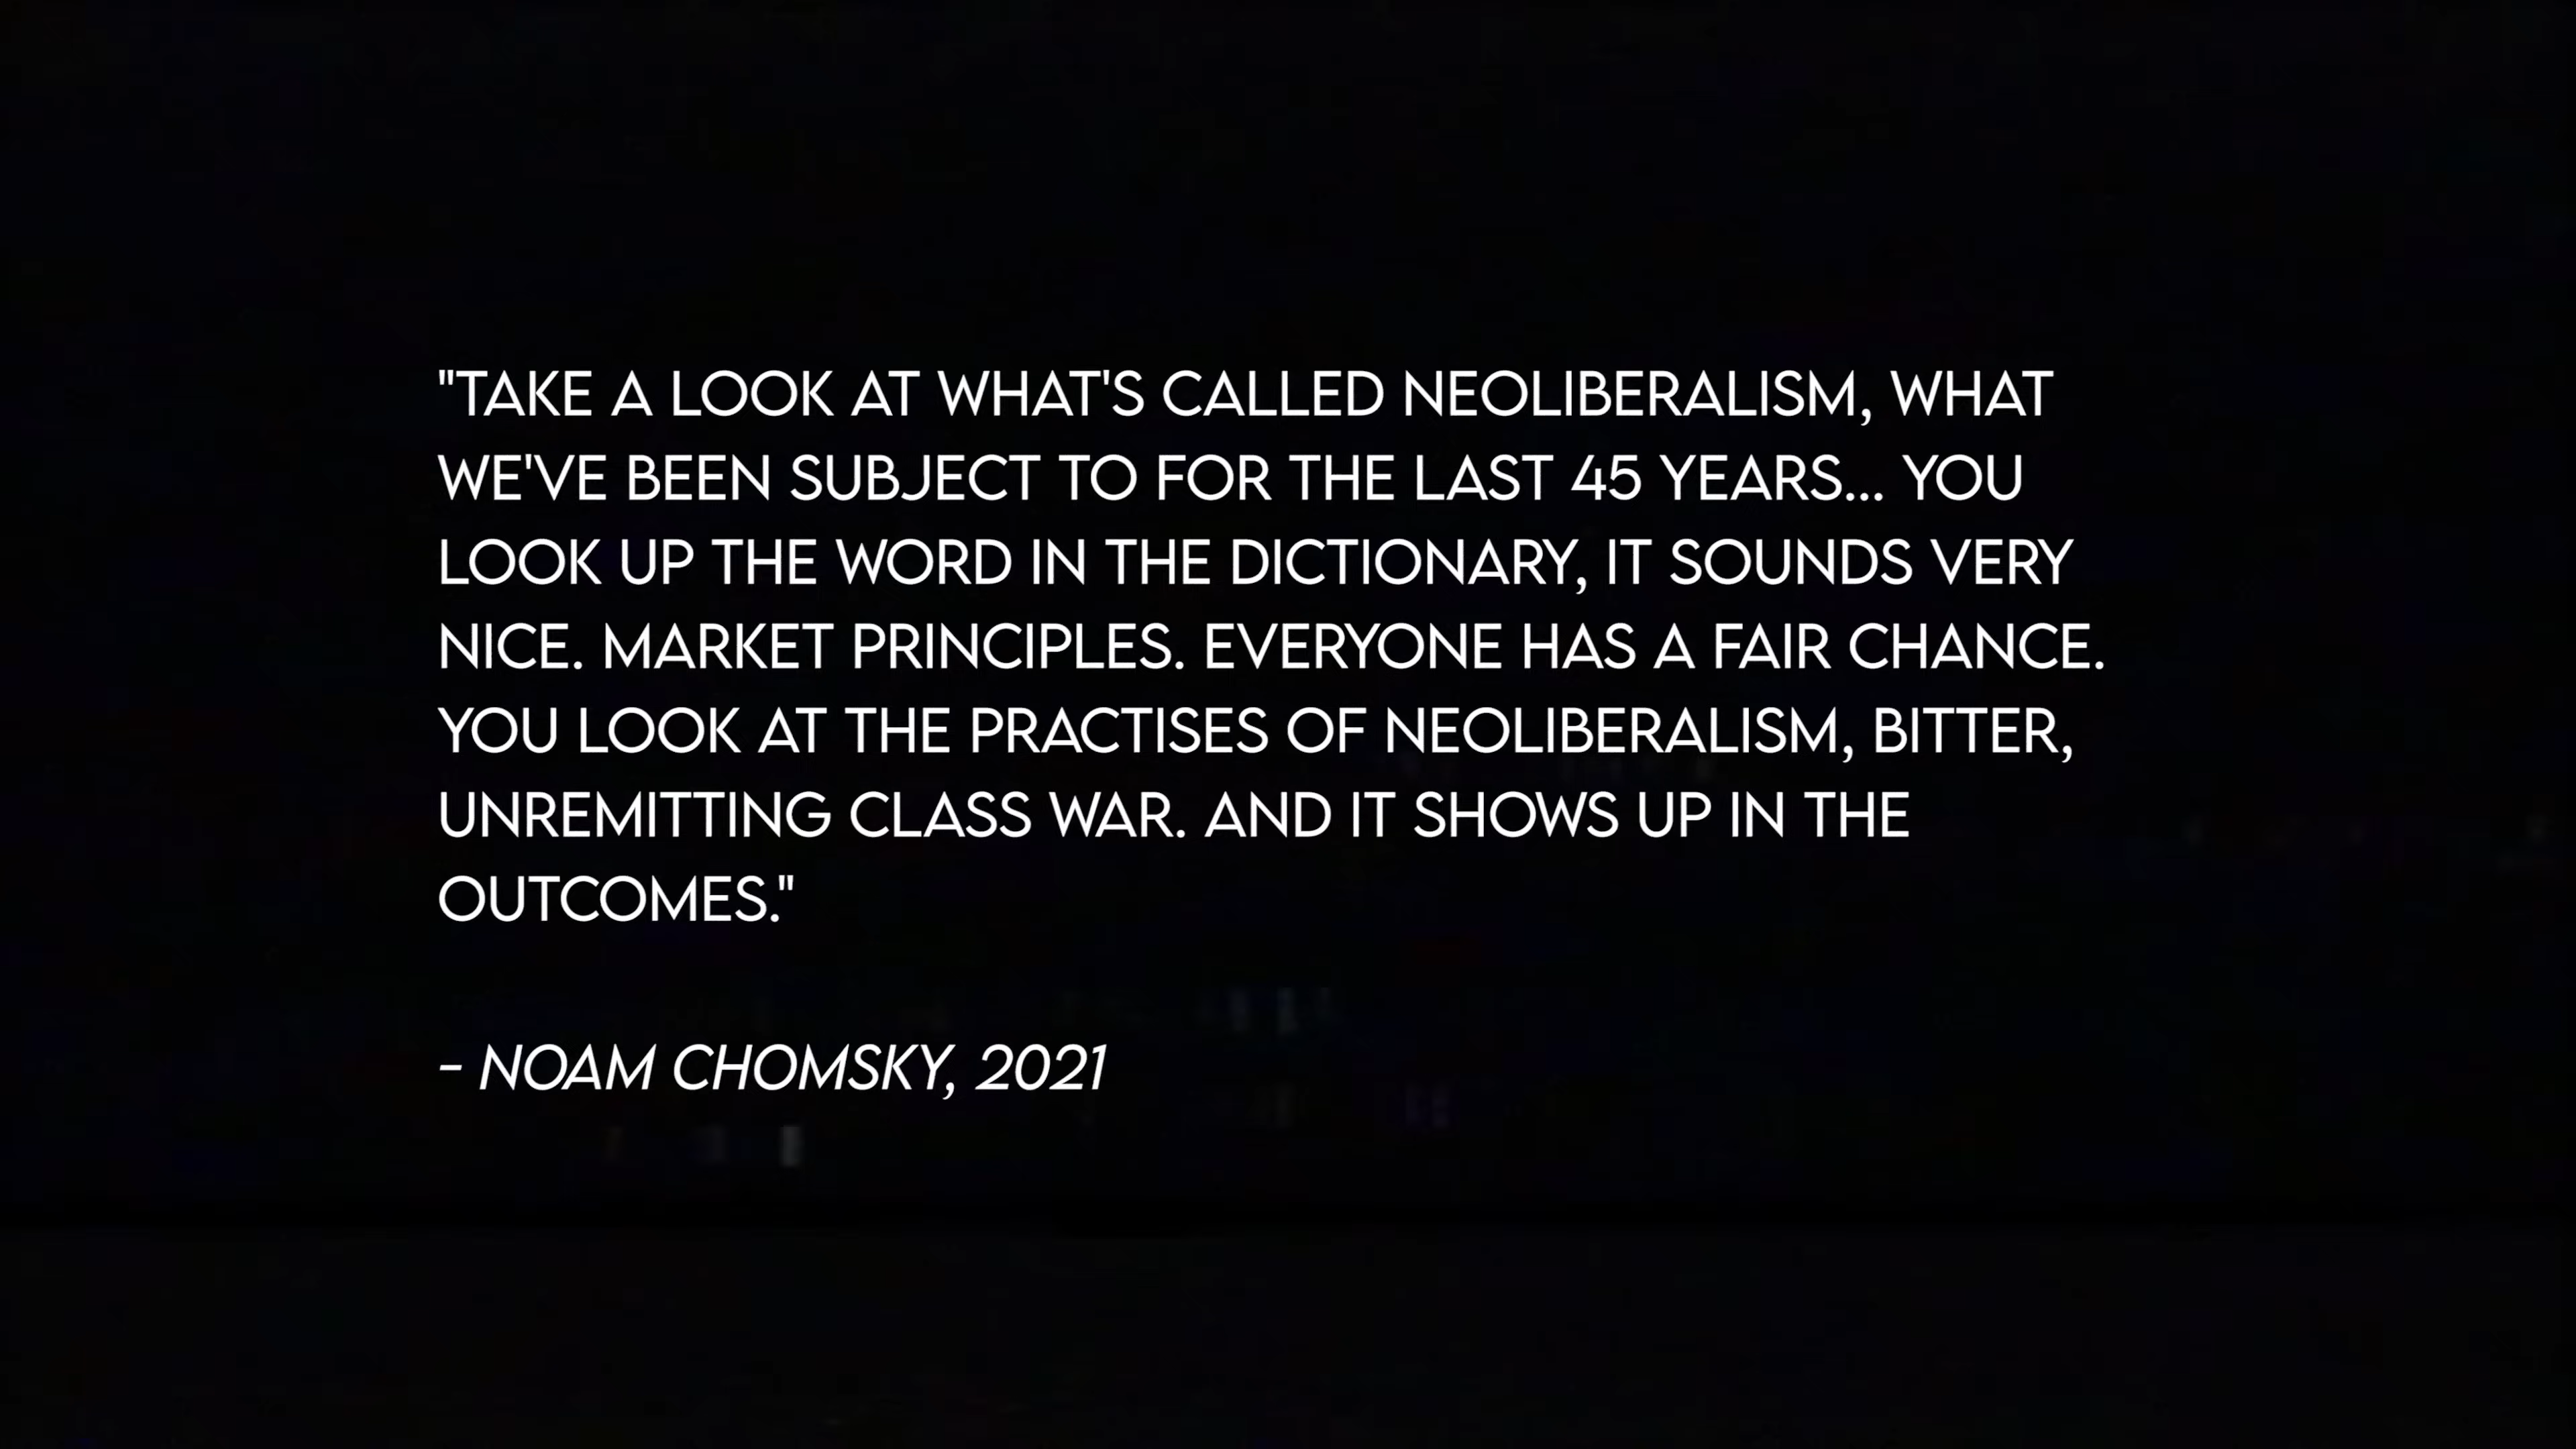 "TAKE A LOOK AT WHAT'S CALLED NEOLIBERALISM, WHAT
WE'VE BEEN SUBJECT TO FOR THE LAST 45 YEARS... YOU
LOOK UP THE WORD IN THE DICTIONARY, IT SOUNDS VERY
NICE. MARKET PRINCIPLES. EVERYONE HAS A FAIR CHANCE.
YOU LOOK AT THE PRACTISES OF NEOLIBERALISM, BITTER,
UNREMITTING CLASS WAR. AND IT SHOWS UP IN THE
OUTCOMES."
- NOAM CHOMSKY, 2021